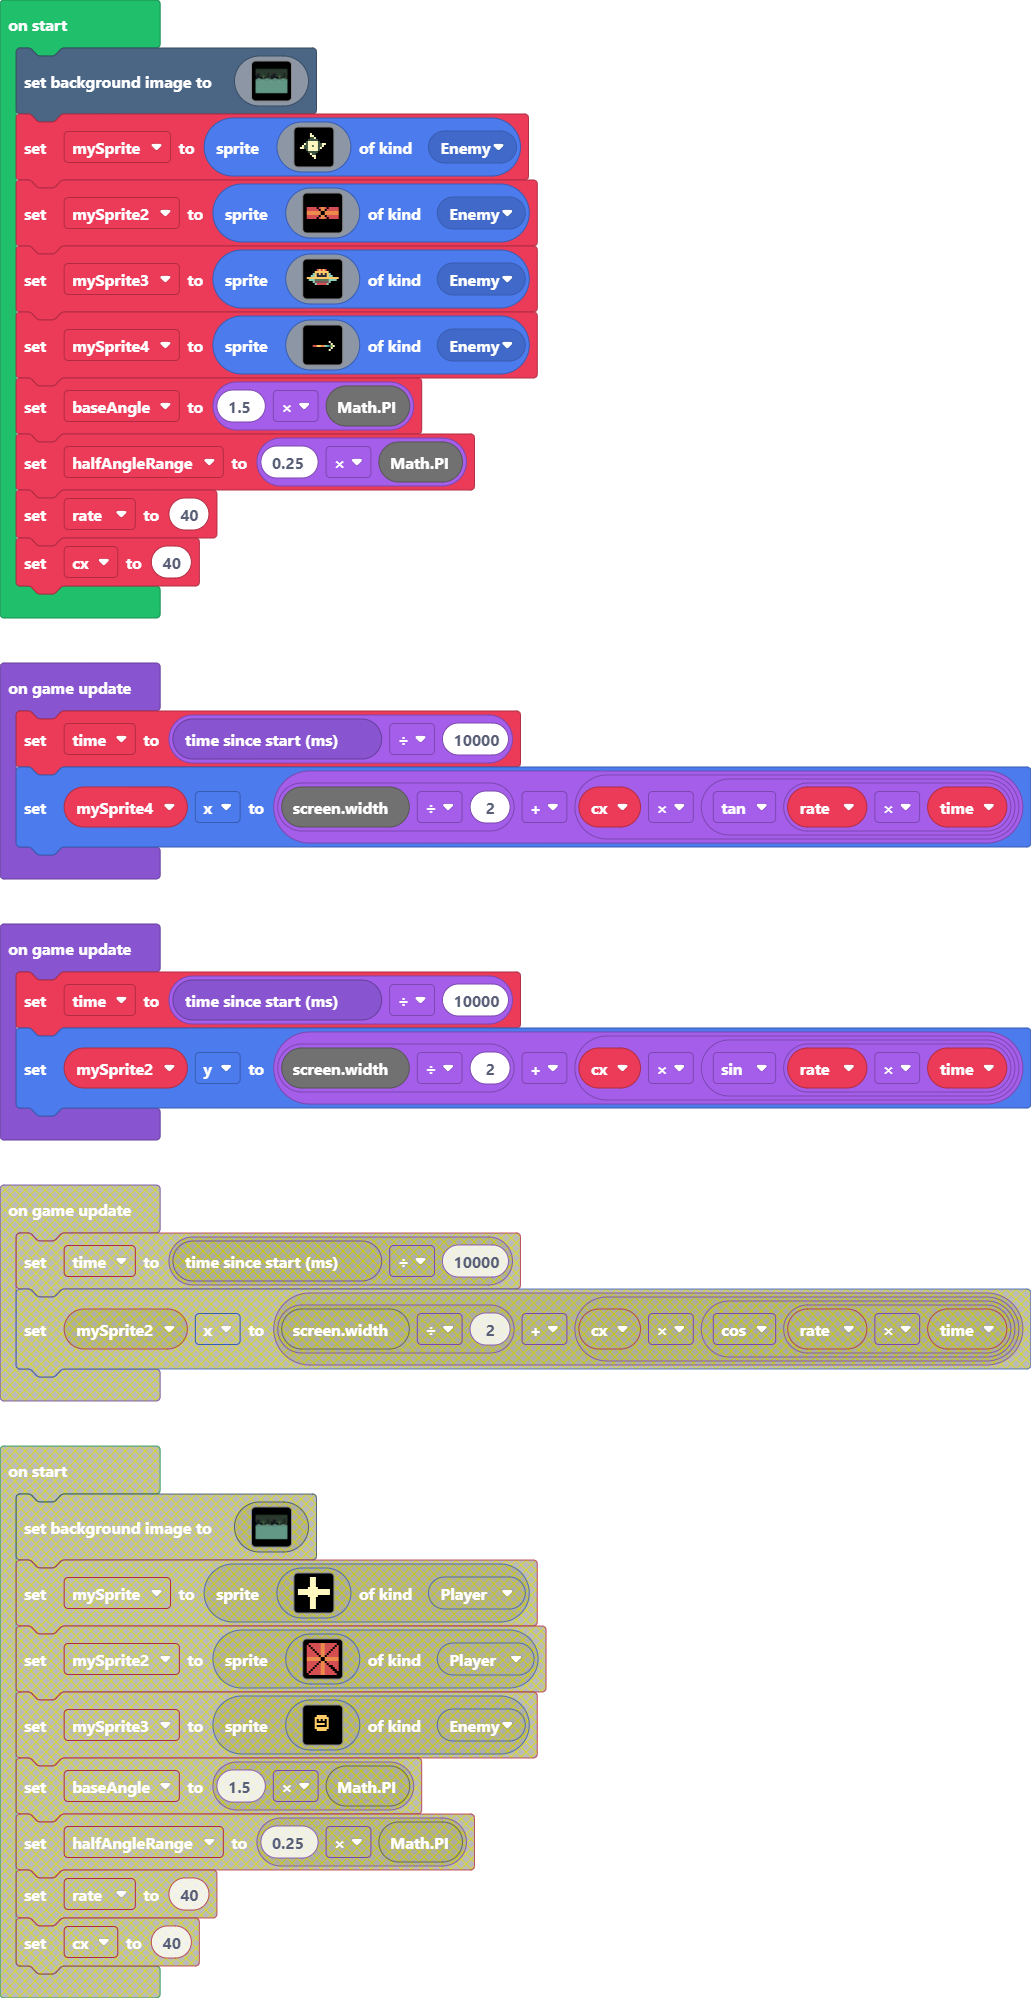 on start
set background image to
set mySprite to sprite of kind Enemy
set mySprite2 to sprite of kind Enemy
set mySprite3 to sprite of kind Enemy
set mySprite4 to sprite of kind Enemy
set baseAngle to 1.5 × Math.PI
set halfAngleRange to 0.25 × Math.PI
set rate to 40
set cx to 40
on game update
set time to time since start (ms) ÷ 10000
set mySprite4 x to screen.width ÷ 2 + cx × tan rate × time
on game update
set time to time since start (ms) ÷ 10000
set mySprite2 y to screen.width ÷ 2 + cx × sin rate × time
on game update
set time to time since start (ms) ÷ 10000
set mySprite2 x to screen.width ÷ 2 + cx × cos rate × time
on start
set background image to
set mySprite to sprite of kind Player
set mySprite2 to sprite of kind Player
set mySprite3 to sprite of kind Enemy
set baseAngle to 1.5 × Math.PI
set halfAngleRange to 0.25 × Math.PI
set rate to 40
set cx to 40